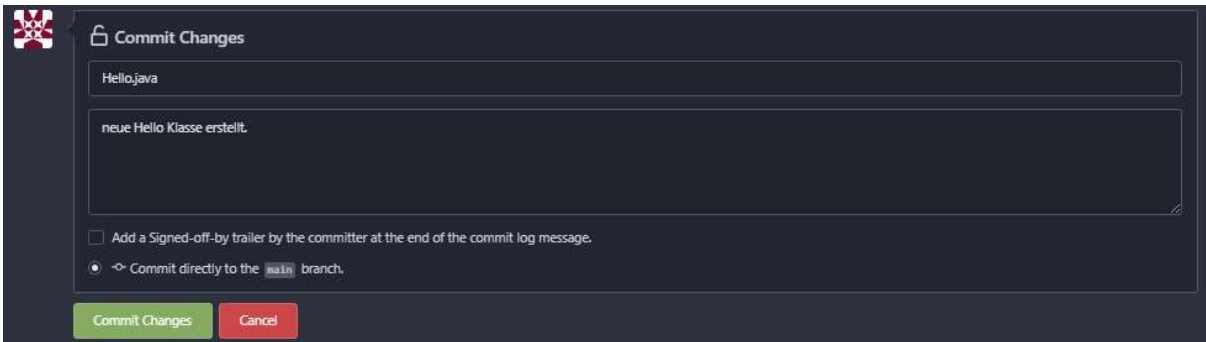 Commit Changes
Hello.java
neue Hello Klasse erstellt.
Add a Signed-off-by trailer by the committer at the end of the commit log message.
Commit directly to the main branch.
Commit Changes Cancel